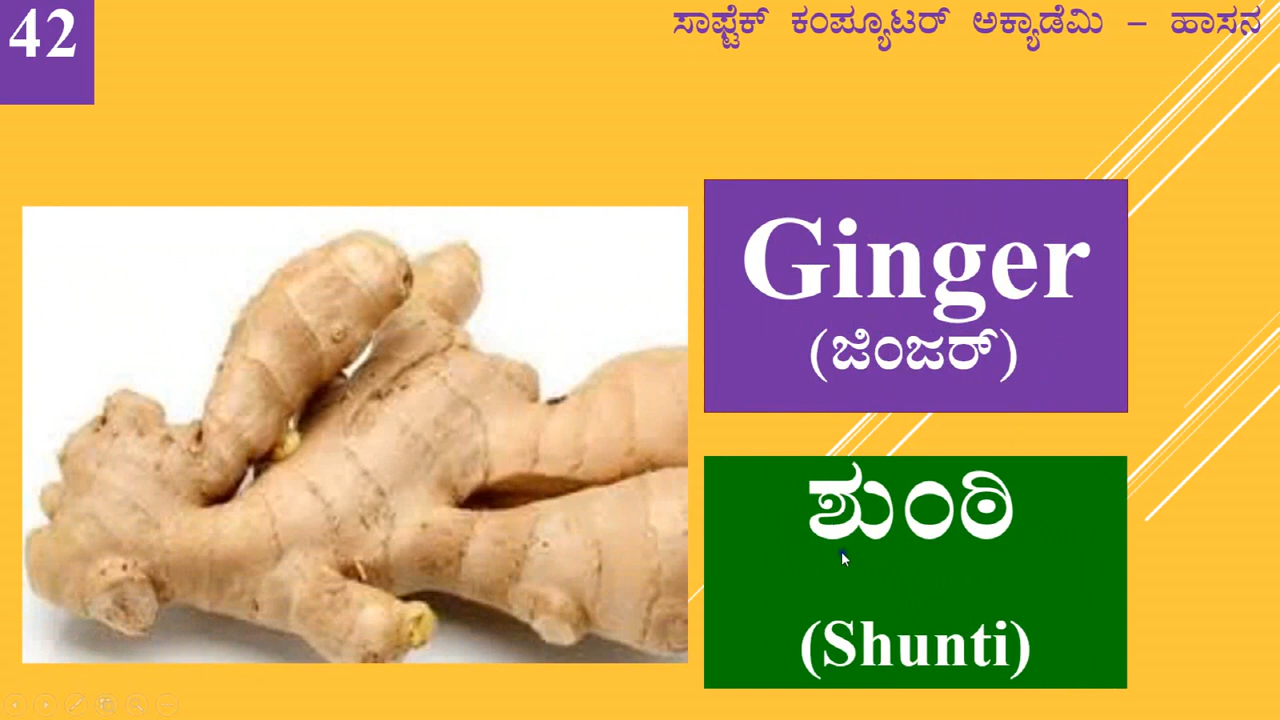 42
ಸಾಫ್ಟೆಕ್ ಕಂಪ್ಯೂಟರ್ ಅಕ್ಯಾಡೆಮಿ – ಹಾಸನ
Ginger
(ಜಿಂಜರ್)
ಶುಂಠಿ
(Shunti)